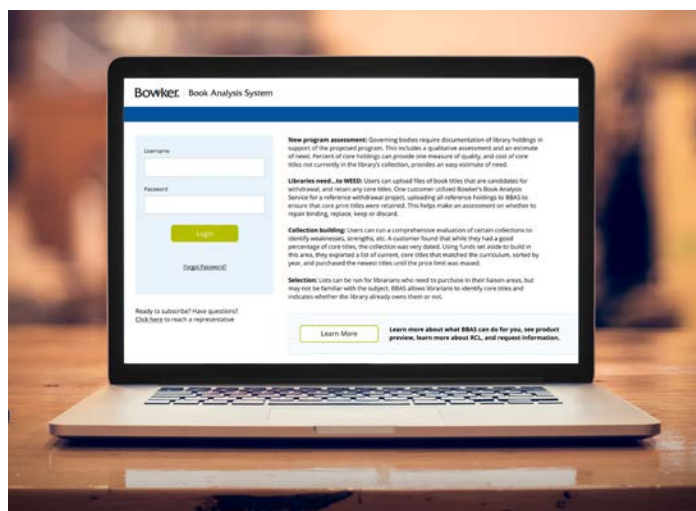 Bowker. Book Analysis System
Username
Password
Login
Forgot Password?
Ready to subscribe? Have questions?
Click here to reach a representative
New program assessment: Governing bodies require documentation of library holdings in
support of the proposed program. This includes a qualitative assessment and an estimate
of need. Percent of core holdings can provide one measure of quality, and cost of core
titles not currently in the library's collection, provides an easy estimate of need.
Libraries need...to WEED: Users can upload files of book titles that are candidates for
withdrawal, and retain any core titles. One customer utilized Bowker's Book Analysis
Service for a reference withdrawal project, uploading all reference holdings to BBAS to
ensure that core print titles were retained. This helps make an assessment on whether to
repair binding, replace, keep or discard.
Collection building: Users can run a comprehensive evaluation of certain collections to
identify weaknesses, strengths, etc. A customer found that while they had a good
percentage of core titles, the collection was very dated. Using funds set aside to build in
this area, they exported a list of current, core titles that matched the curriculum, sorted by
year, and purchased the newest titles until the price limit was maxed.
Selection: Lists can be run for librarians who need to purchase in their liaison areas, but
may not be familiar with the subject. BBAS allows librarians to identify core titles and
indicates whether the library already owns them or not.
Learn More
Learn more about what BBAS can do for you, see product
preview, learn more about RCL, and request information.